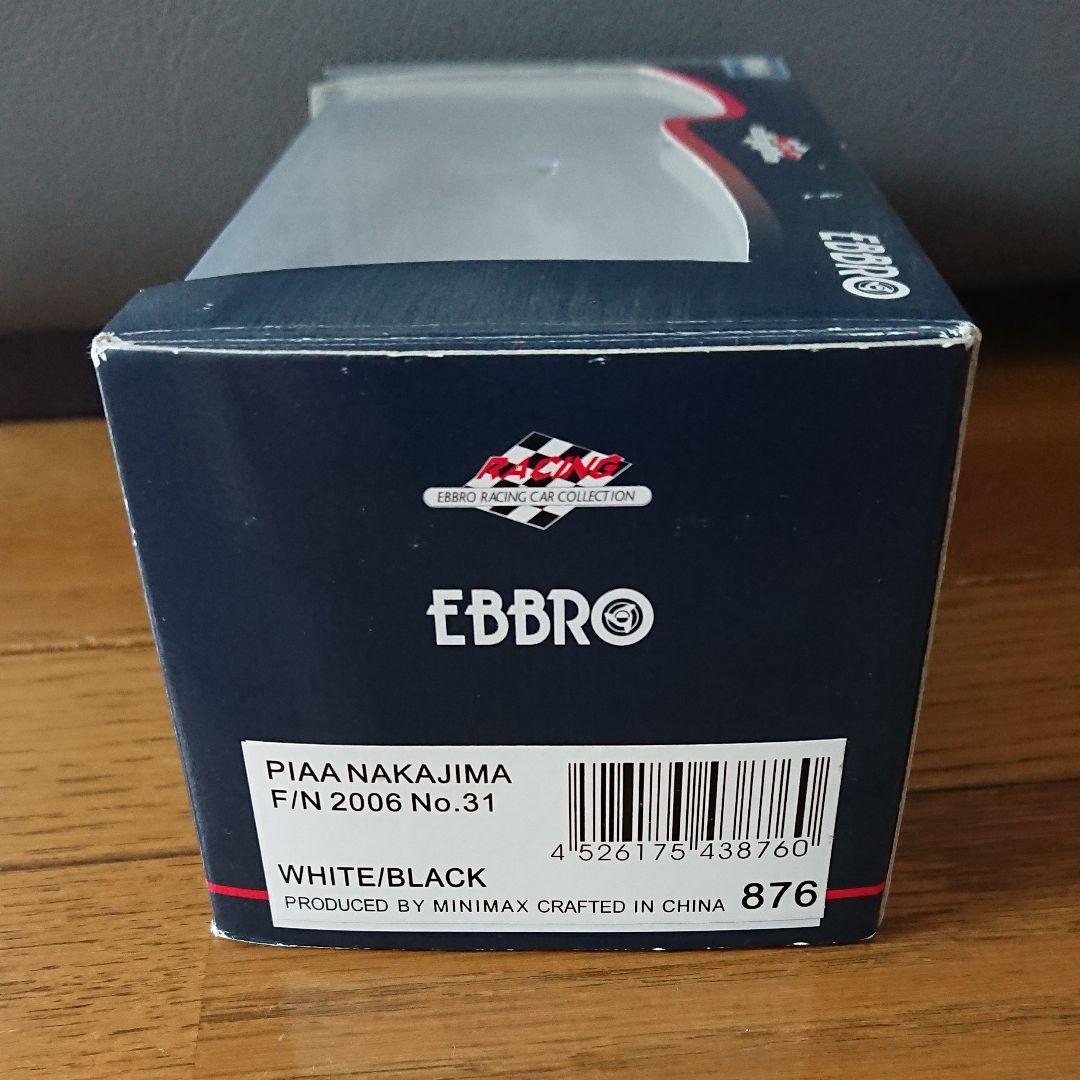 EBBRO
RACING
EBBRO RACING CAR COLLECTION
EBBRO
PIAA NAKAJIMA
F/N 2006 No.31
4 526175 438760
WHITE/BLACK
PRODUCED BY MINIMAX CRAFTED IN CHINA 876